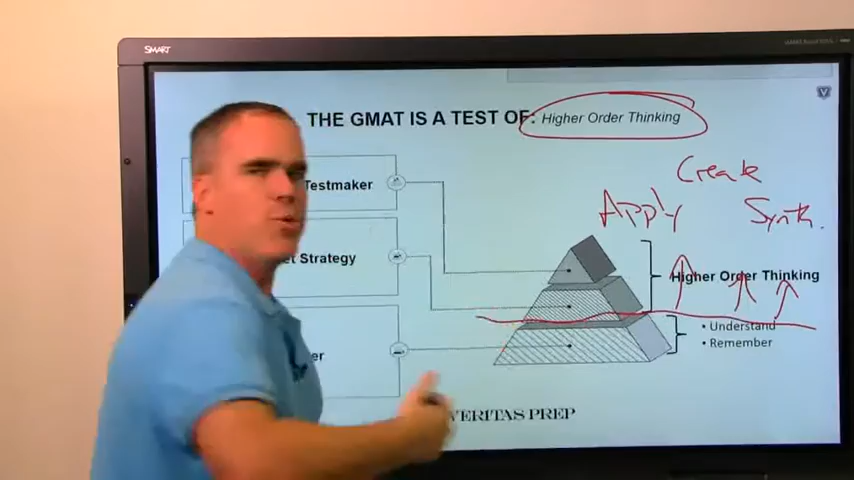 SMART
THE GMAT IS A TEST OF: Higher Order Thinking
Create
Testmaker
Apply
Synth.
Strategy
Higher Order Thinking
• Understand
• Remember
VERITAS PREP